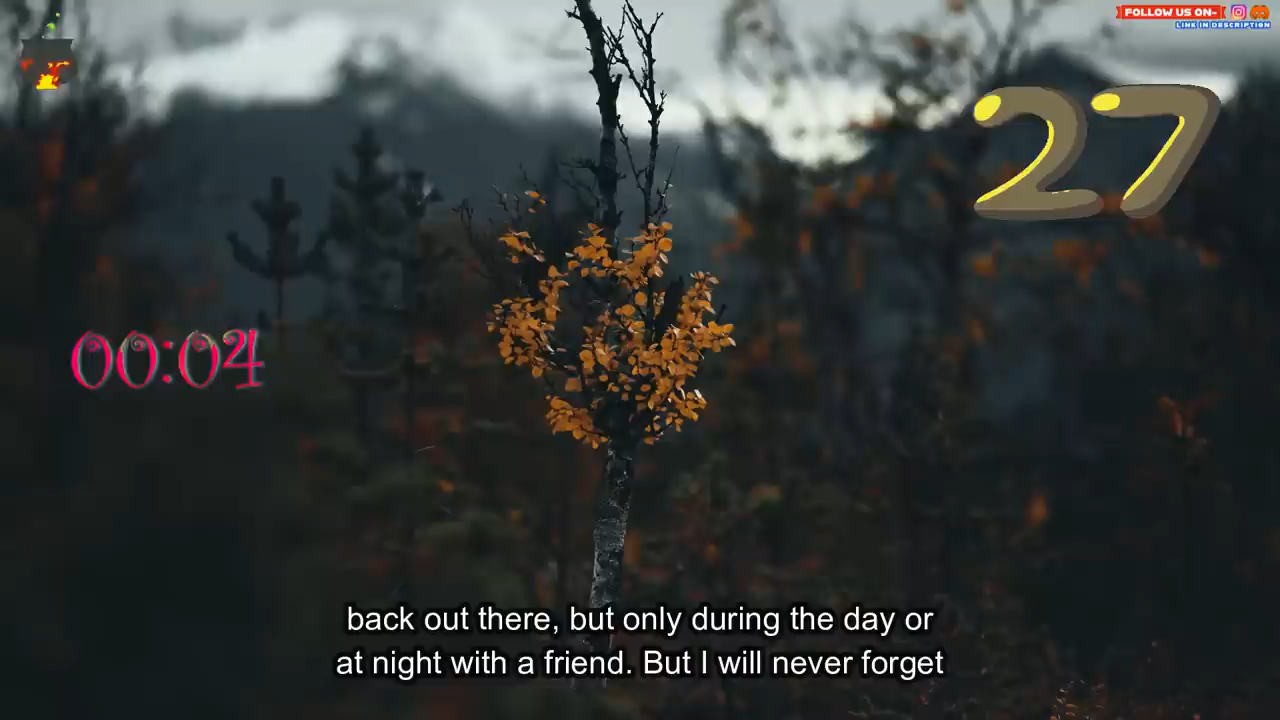 FOLLOW US ON-
LINK IN DESCRIPTION
27
00:04
back out there, but only during the day or
at night with a friend. But I will never forget